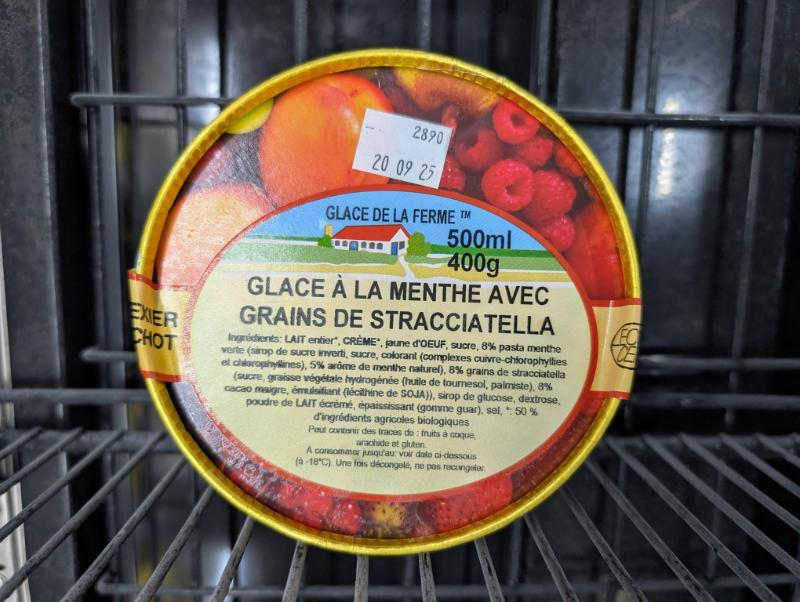 2890
20 09 25
GLACE DE LA FERME ™
500ml
400g
GLACE À LA MENTHE AVEC
GRAINS DE STRACCIATELLA
Ingrédients: LAIT entier*, CRÈME*, jaune d'OEUF, sucre, 8% pasta menthe
verte (sirop de sucre inverti, sucre, colorant (complexes cuivre-chlorophyllies
et chlorophyllines), 5% arôme de menthe naturel), 8% grains de stracciatella
(sucre, graisse végétale hydrogénée (huile de tournesol, palmiste), 8%
cacao maigre, émulsifiant (lécithine de SOJA)), sirop de glucose, dextrose,
poudre de LAIT écrémé, épaississant (gomme guar), sel, *: 50 %
d'ingrédients agricoles biologiques
Peut contenir des traces de : fruits à coque,
arachide et gluten.
A consommer jusqu'au: voir date ci-dessous
(à -18°C). Une fois décongelé, ne pas recongeler.
EXIER
CHOT